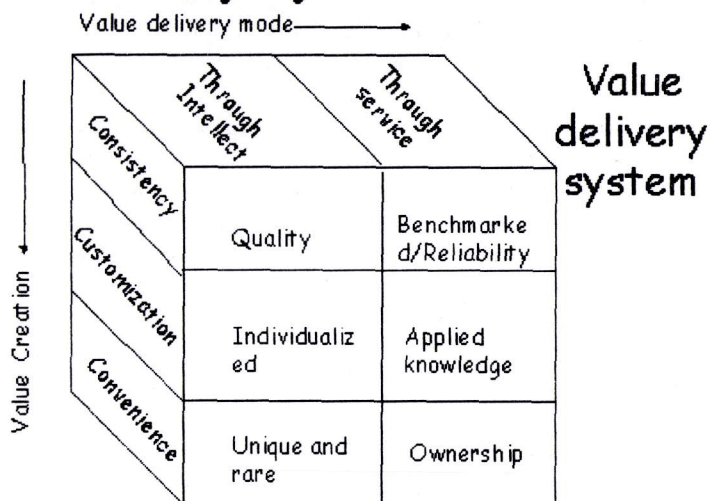 Value delivery mode
Through
Intellect
Through
service
Value
delivery
system
Value Creation
Consistency
Quality
Benchmarke
d/Reliability
Customization
Individualiz
ed
Applied
knowledge
Convenience
Unique and
rare
Ownership